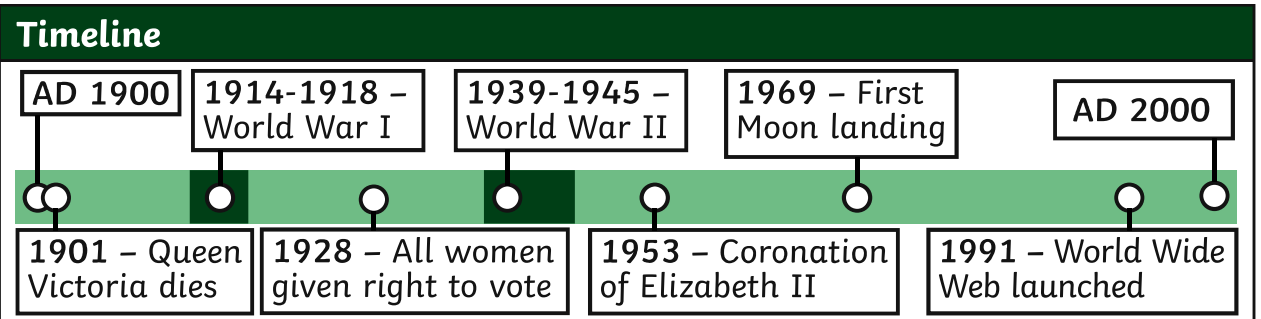 Timeline
AD 1900
1914-1918 –
World War I
1939-1945 –
World War II
1969 – First
Moon landing
AD 2000
1901 – Queen
Victoria dies
1928 – All women
given right to vote
1953 – Coronation
of Elizabeth II
1991 – World Wide
Web launched